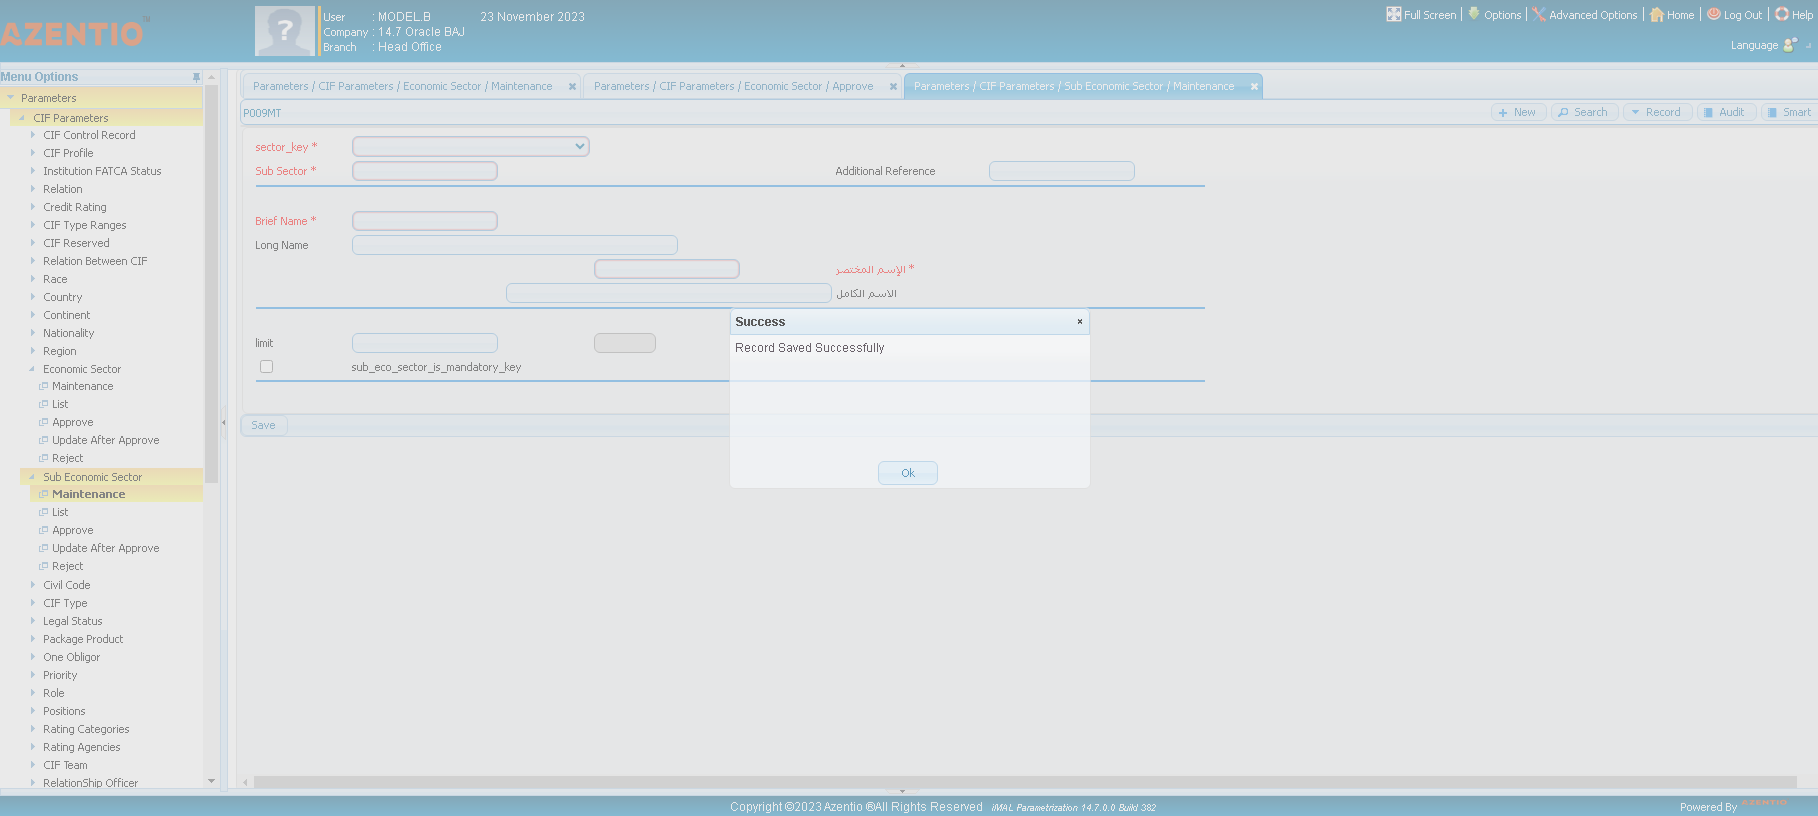 AZENTIO™
User : MODEL.B 23 November 2023
Company : 14.7 Oracle BAJ
Branch : Head Office
Full Screen Options Advanced Options Home Log Out Help
Language
Menu Options
Parameters
CIF Parameters
CIF Control Record
CIF Profile
Institution FATCA Status
Relation
Credit Rating
CIF Type Ranges
CIF Reserved
Relation Between CIF
Race
Country
Continent
Nationality
Region
Economic Sector
Maintenance
List
Approve
Update After Approve
Reject
Sub Economic Sector
Maintenance
List
Approve
Update After Approve
Reject
Civil Code
CIF Type
Legal Status
Package Product
One Obligor
Priority
Role
Positions
Rating Categories
Rating Agencies
CIF Team
RelationShip Officer
Parameters / CIF Parameters / Economic Sector / Maintenance
Parameters / CIF Parameters / Economic Sector / Approve
Parameters / CIF Parameters / Sub Economic Sector / Maintenance
P009MT
New Search Record Audit Smart
sector_key *
Sub Sector * Additional Reference
Brief Name *
Long Name
الإسم المختصر *
الاسم الكامل
limit
sub_eco_sector_is_mandatory_key
Save
Success
Record Saved Successfully
Ok
Copyright ©2023 Azentio ®All Rights Reserved iMAL Parametrization 14.7.0.0 Build 382
Powered By AZENTIO